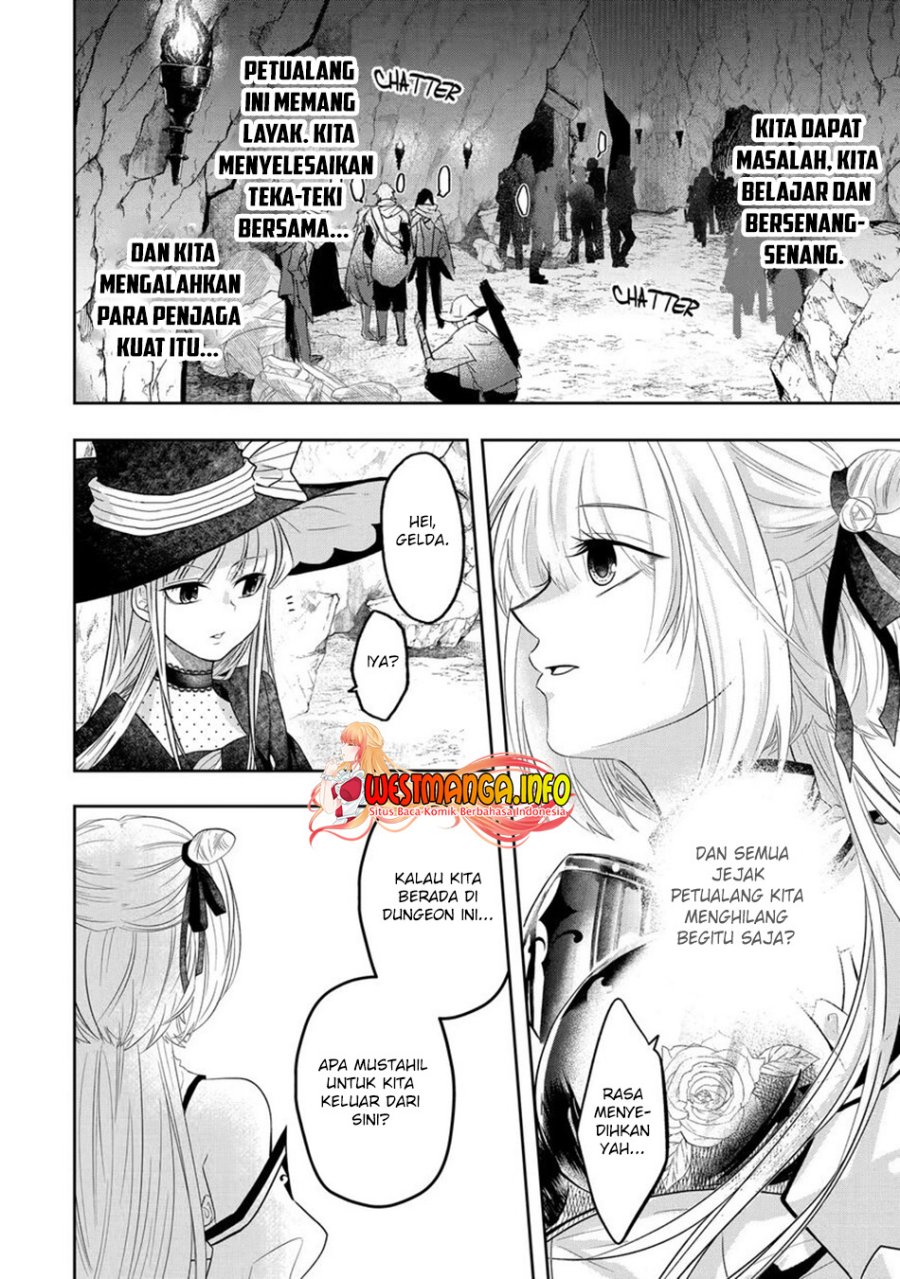 KITA DAPAT
MASALAH, KITA
BELAJAR DAN
BERSENANG-
SENANG.
CHATTER
PETUALANG
INI MEMANG
LAYAK. KITA
MENYELESAIKAN
TEKA-TEKI
BERSAMA...
CHATTER
DAN KITA
MENGALAHKAN
PARA PENJAGA
KUAT ITU...
DAN SEMUA
JEJAK
PETUALANG KITA
MENGHILANG
BEGITU SAJA?
RASA
MENYE-
DIHKAN
YAH...
HEI,
GELDA.
IYA?
WESTMANGA.INFO
Situs Baca Komik Berbahasa Indonesia
KALAU KITA
BERADA DI
DUNGEON INI...
APA MUSTAHIL
UNTUK KITA
KELUAR DARI
SINI?